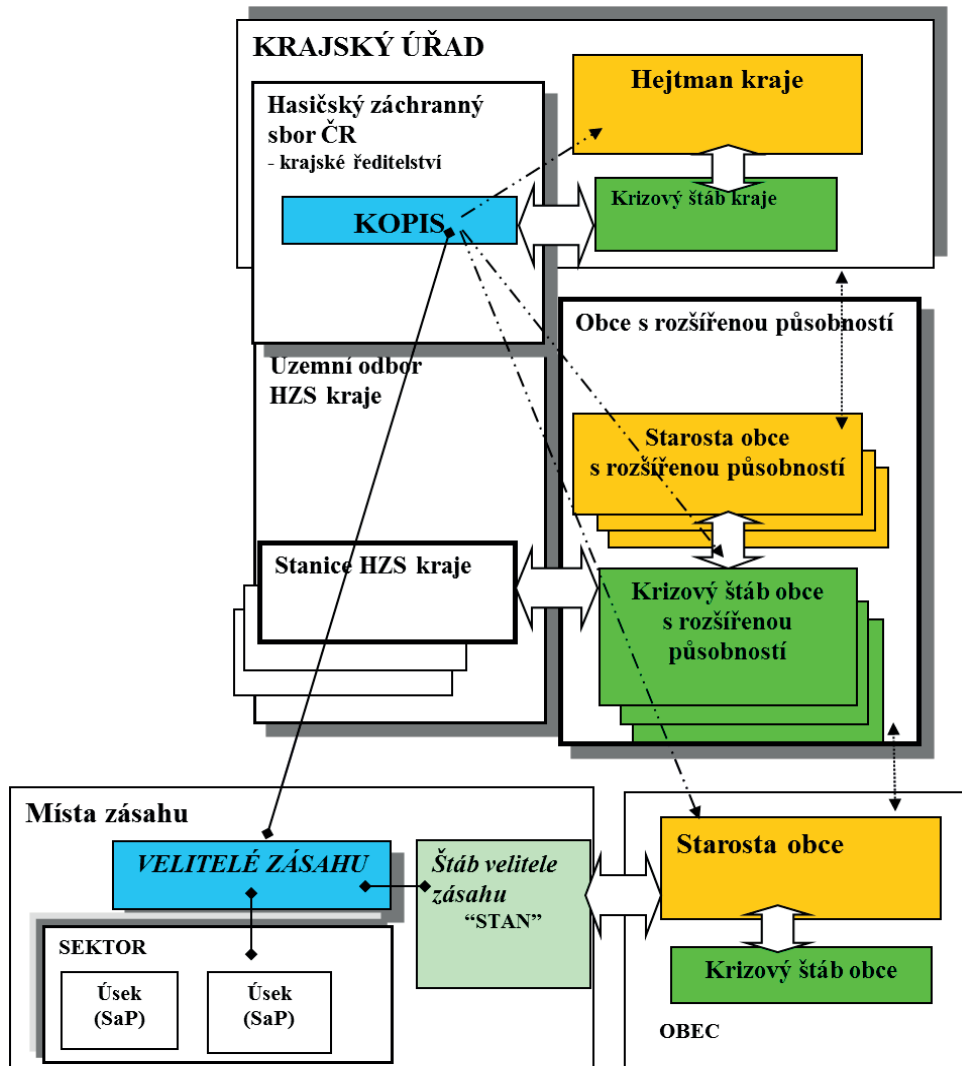 KRAJSKÝ ÚŘAD
Hejtman kraje
Hasičský záchranný
sbor ČR
- krajské ředitelství
KOPIS
Krizový štáb kraje
Obce s rozšířenou působností
Uzemní odbor
HZS kraje
Starosta obce
s rozšířenou působností
Stanice HZS kraje
Krizový štáb obce
s rozšířenou
působností
Místa zásahu
VELITELÉ ZÁSAHU
Štáb velitele
zásahu
“STAN”
Starosta obce
SEKTOR
Úsek
(SaP)
Úsek
(SaP)
Krizový štáb obce
OBEC